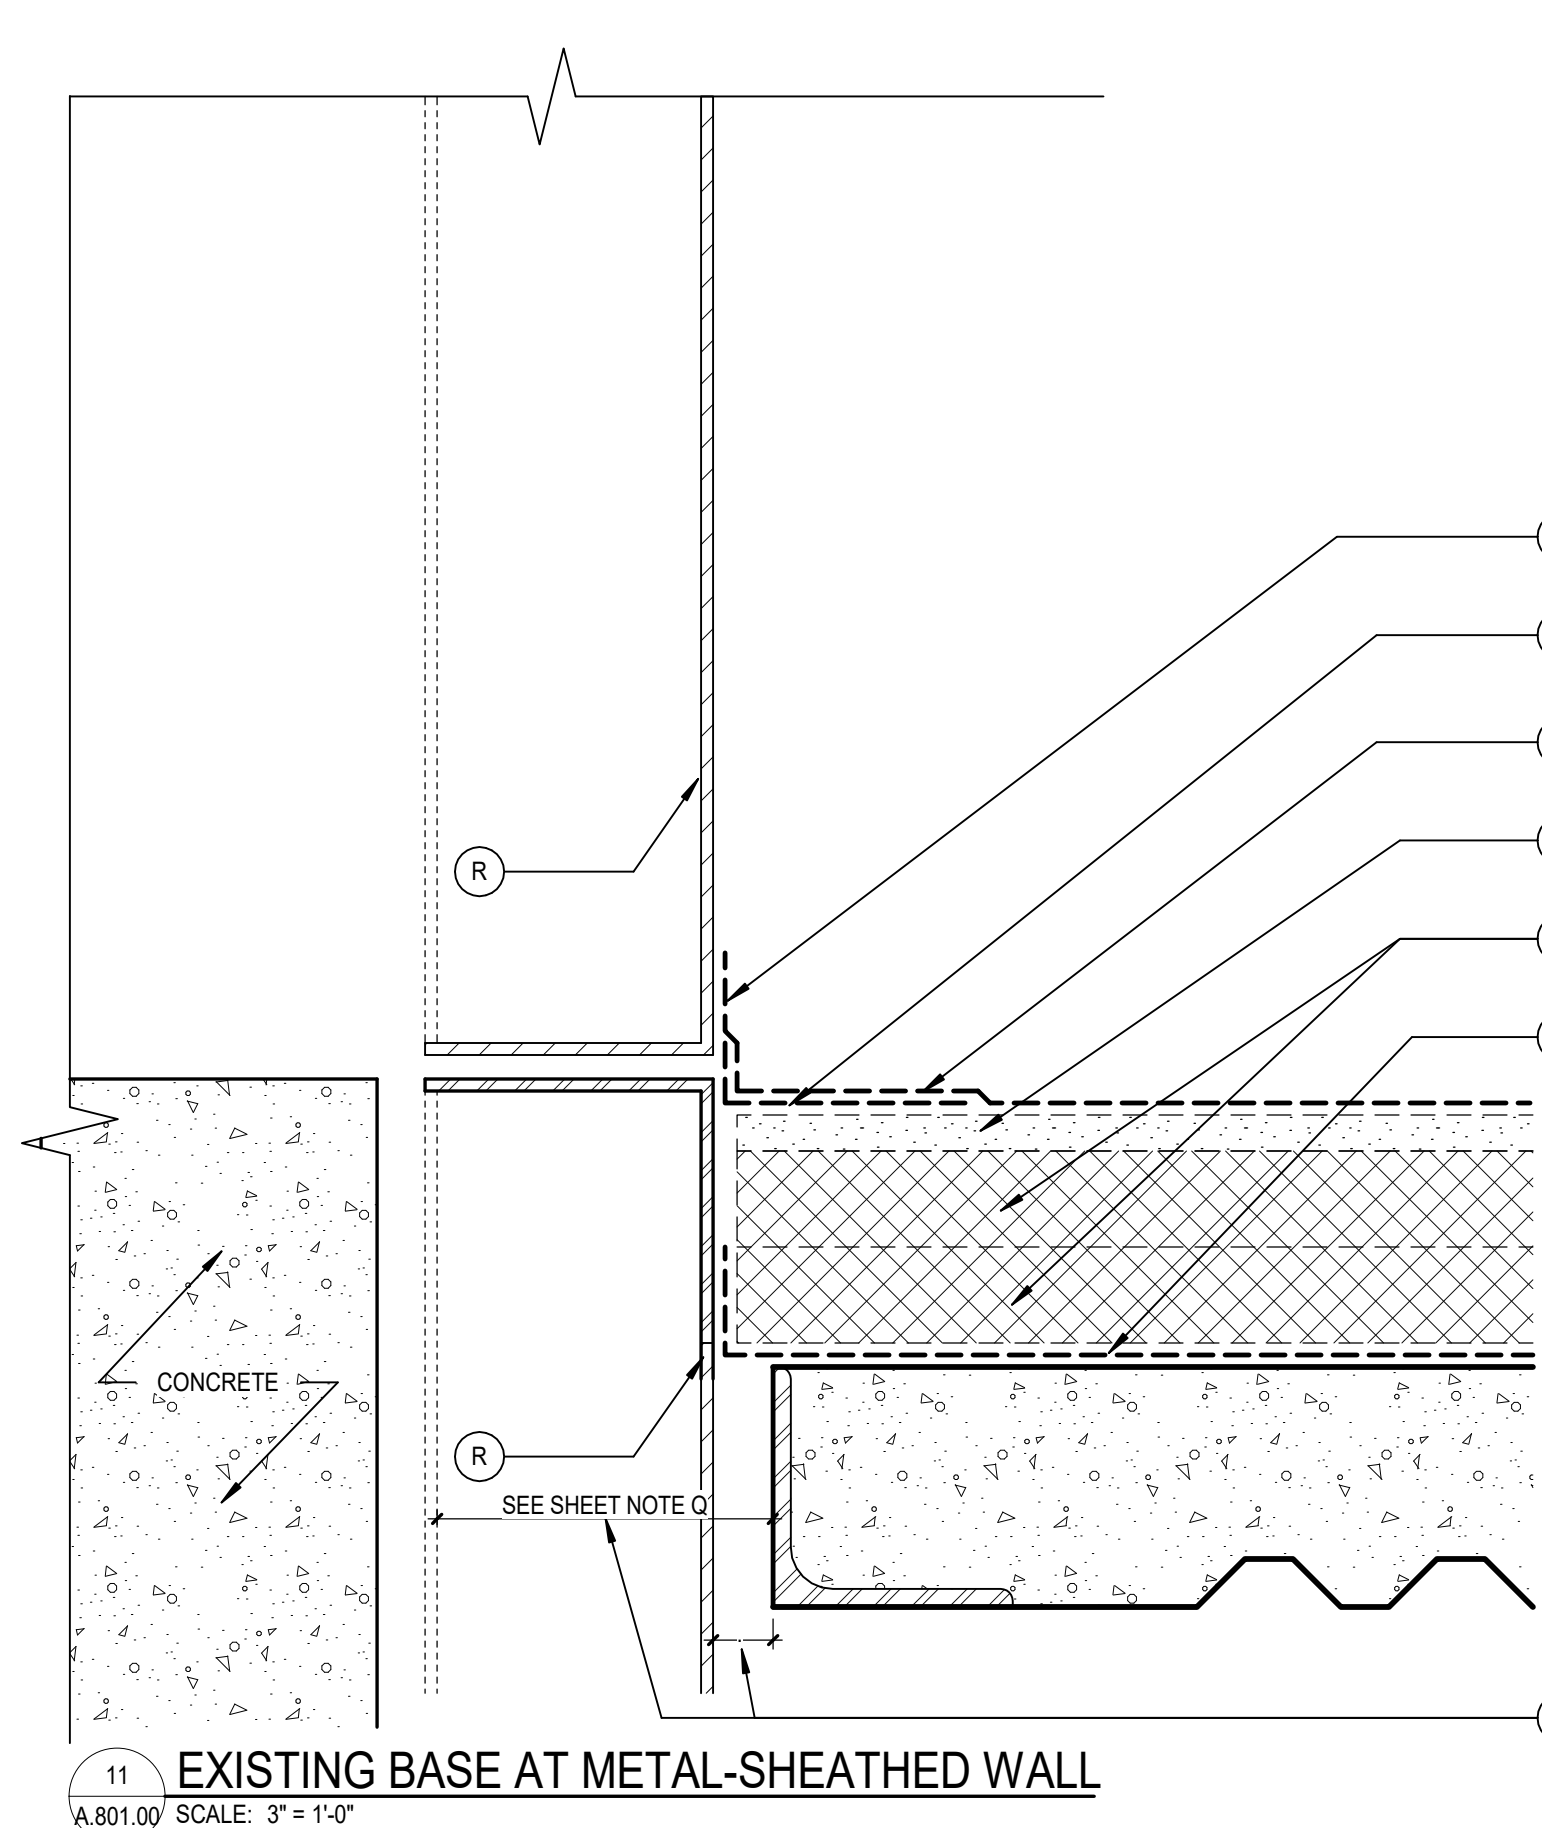 R
CONCRETE
R
SEE SHEET NOTE Q
11
EXISTING BASE AT METAL-SHEATHED WALL
A.801.00
SCALE: 3" = 1'-0"